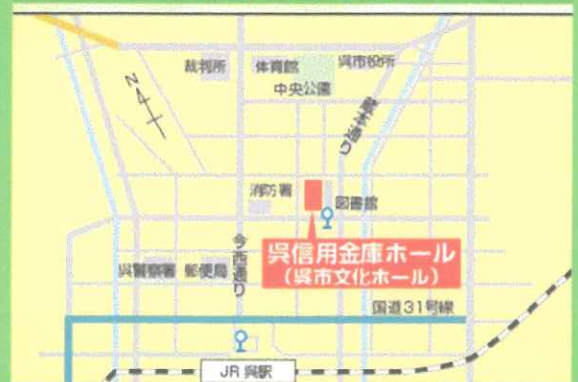 裁判所
体育館
呉市役所
中央公園
N
蔵本通り
消防署
図書館
呉信用金庫ホール
(呉市文化ホール)
今西通り
呉警察署
郵便局
国道31号線
JR 呉駅